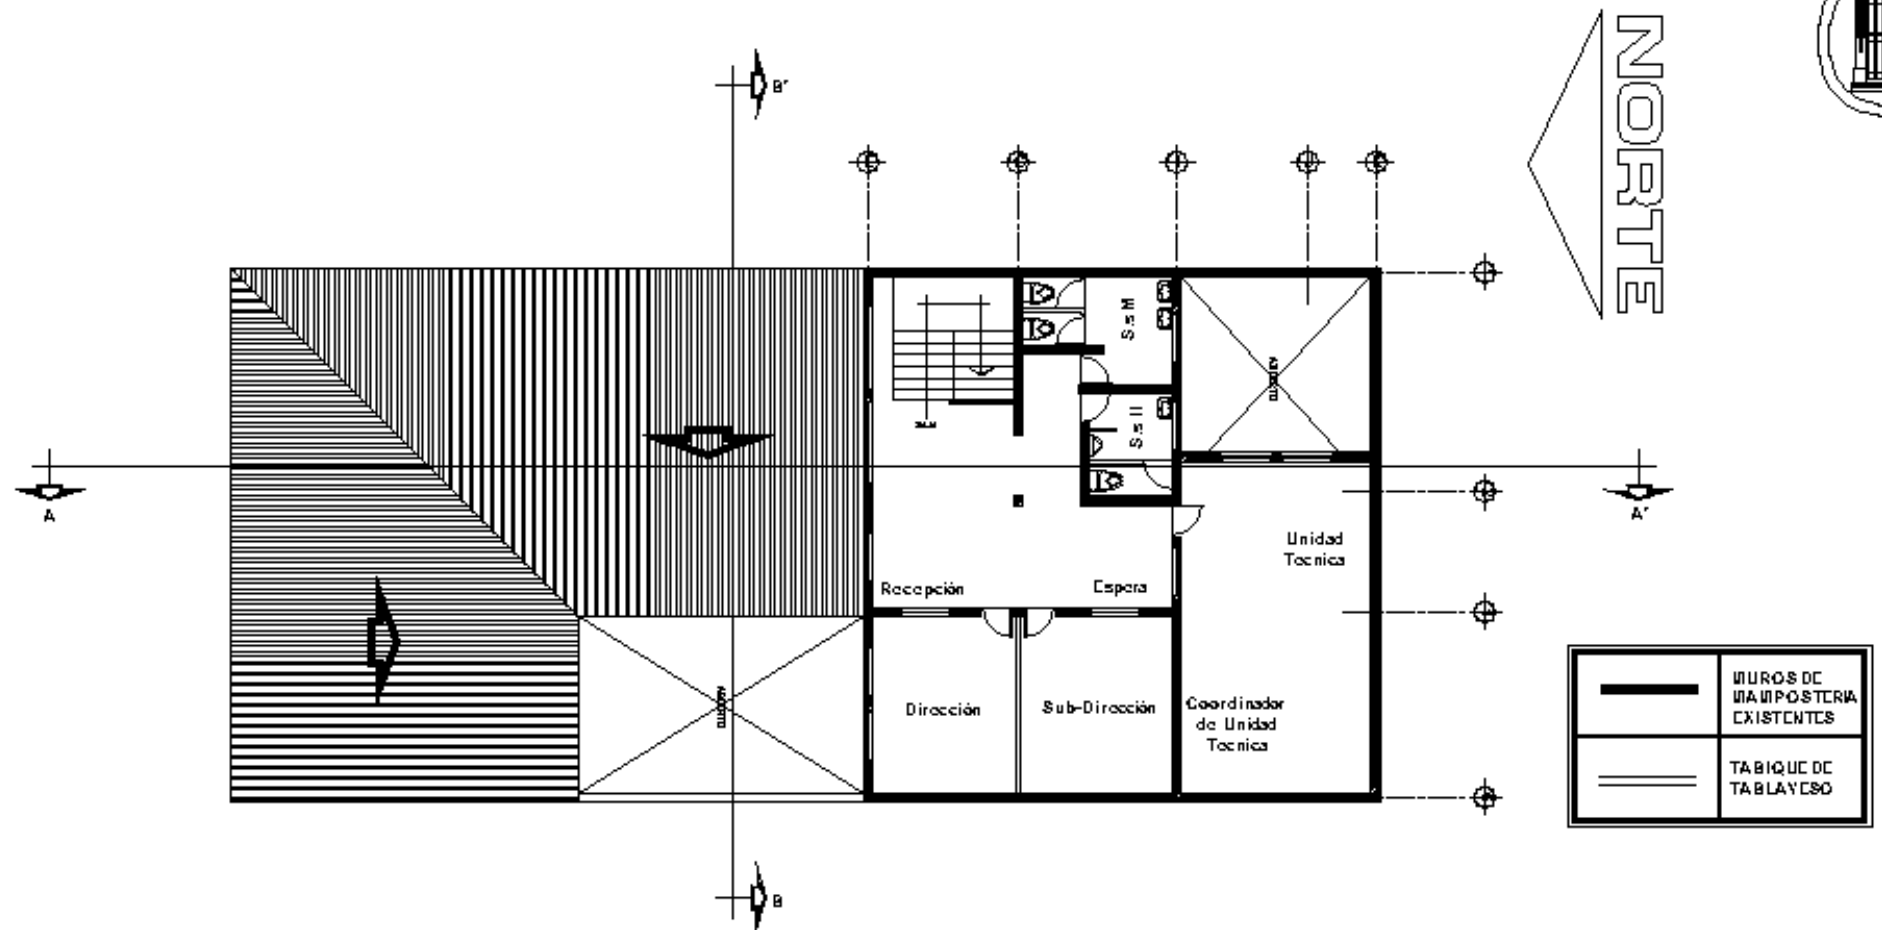 NORTE
B'
S.s M
S.s H
A
A'
Unidad
Tecnica
Recepción
Espera
Dirección
Sub-Dirección
Coordinador
de Unidad
Tecnica
MUROS DE
MAMPOSTERIA
EXISTENTES
TABIQUE DE
TABLAYESO
B